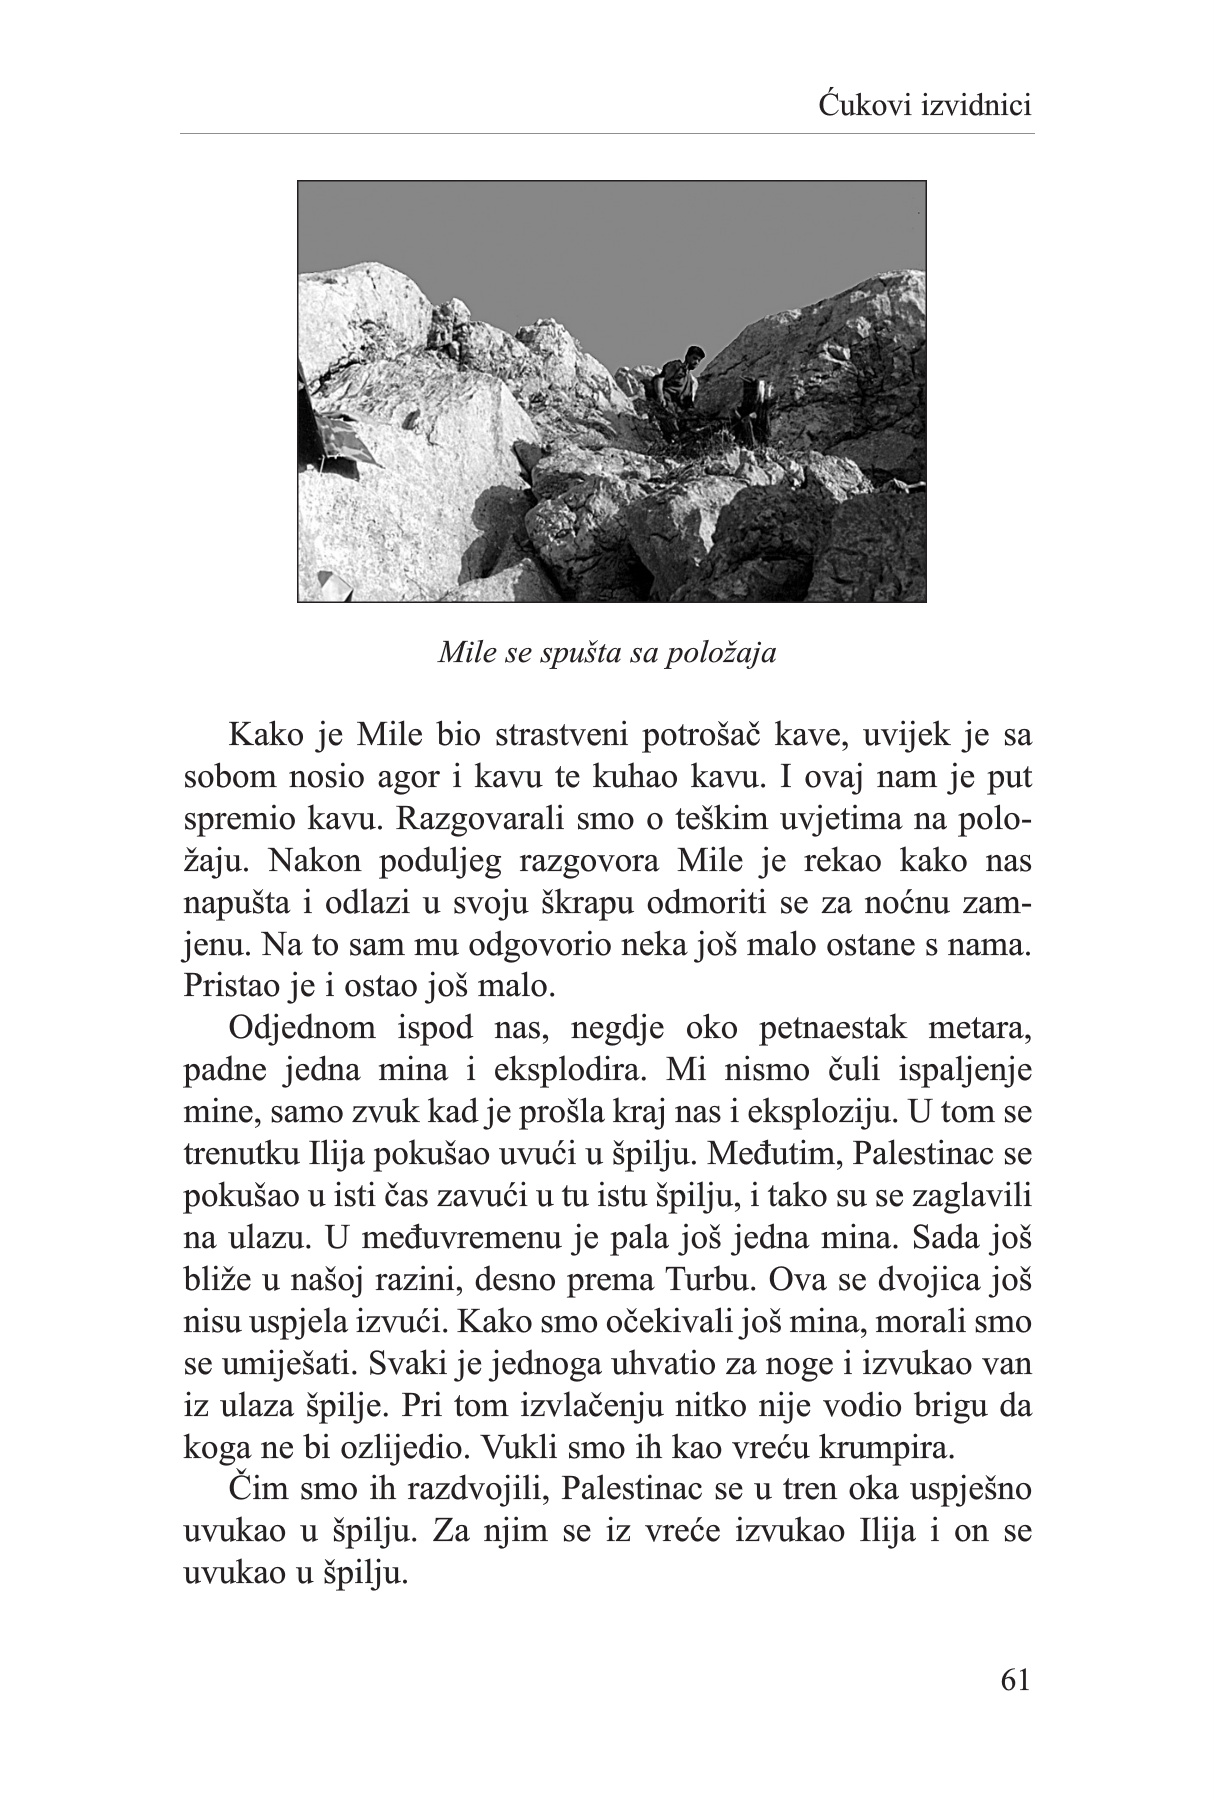 Ćukovi izvidnici
Mile se spušta sa položaja
Kako je Mile bio strastveni potrošač kave, uvijek je sa
sobom nosio agor i kavu te kuhao kavu. I ovaj nam je put
spremio kavu. Razgovarali smo o teškim uvjetima na polo-
žaju. Nakon poduljeg razgovora Mile je rekao kako nas
napušta i odlazi u svoju škrapu odmoriti se za noćnu zam-
jenu. Na to sam mu odgovorio neka još malo ostane s nama.
Pristao je i ostao još malo.
Odjednom ispod nas, negdje oko petnaestak metara,
padne jedna mina i eksplodira. Mi nismo čuli ispaljenje
mine, samo zvuk kad je prošla kraj nas i eksploziju. U tom se
trenutku Ilija pokušao uvući u špilju. Međutim, Palestinac se
pokušao u isti čas zavući u tu istu špilju, i tako su se zaglavili
na ulazu. U međuvremenu je pala još jedna mina. Sada još
bliže u našoj razini, desno prema Turbu. Ova se dvojica još
nisu uspjela izvući. Kako smo očekivali još mina, morali smo
se umiješati. Svaki je jednoga uhvatio za noge i izvukao van
iz ulaza špilje. Pri tom izvlačenju nitko nije vodio brigu da
koga ne bi ozlijedio. Vukli smo ih kao vreću krumpira.
Čim smo ih razdvojili, Palestinac se u tren oka uspješno
uvukao u špilju. Za njim se iz vreće izvukao Ilija i on se
uvukao u špilju.
61